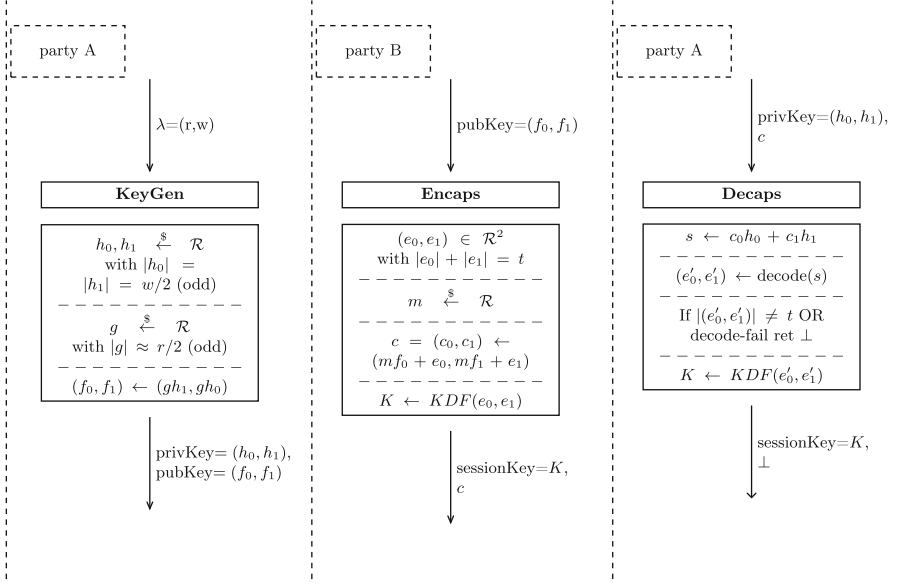 party A
λ=(r,w)
KeyGen
h₀, h₁ ←$ ℛ
with |h₀| =
|h₁| = w/2 (odd)
g ←$ ℛ
with |g| ≈ r/2 (odd)
(f₀, f₁) ← (gh₁, gh₀)
privKey= (h₀, h₁),
pubKey= (f₀, f₁)
party B
pubKey=(f₀, f₁)
Encaps
(e₀, e₁) ∈ ℛ²
with |e₀| + |e₁| = t
m ←$ ℛ
c = (c₀, c₁) ←
(mf₀ + e₀, mf₁ + e₁)
K ← KDF(e₀, e₁)
sessionKey=K,
c
party A
privKey=(h₀, h₁),
c
Decaps
s ← c₀h₀ + c₁h₁
(e′₀, e′₁) ← decode(s)
If |(e′₀, e′₁)| ≠ t OR
decode-fail ret ⊥
K ← KDF(e′₀, e′₁)
sessionKey=K,
⊥